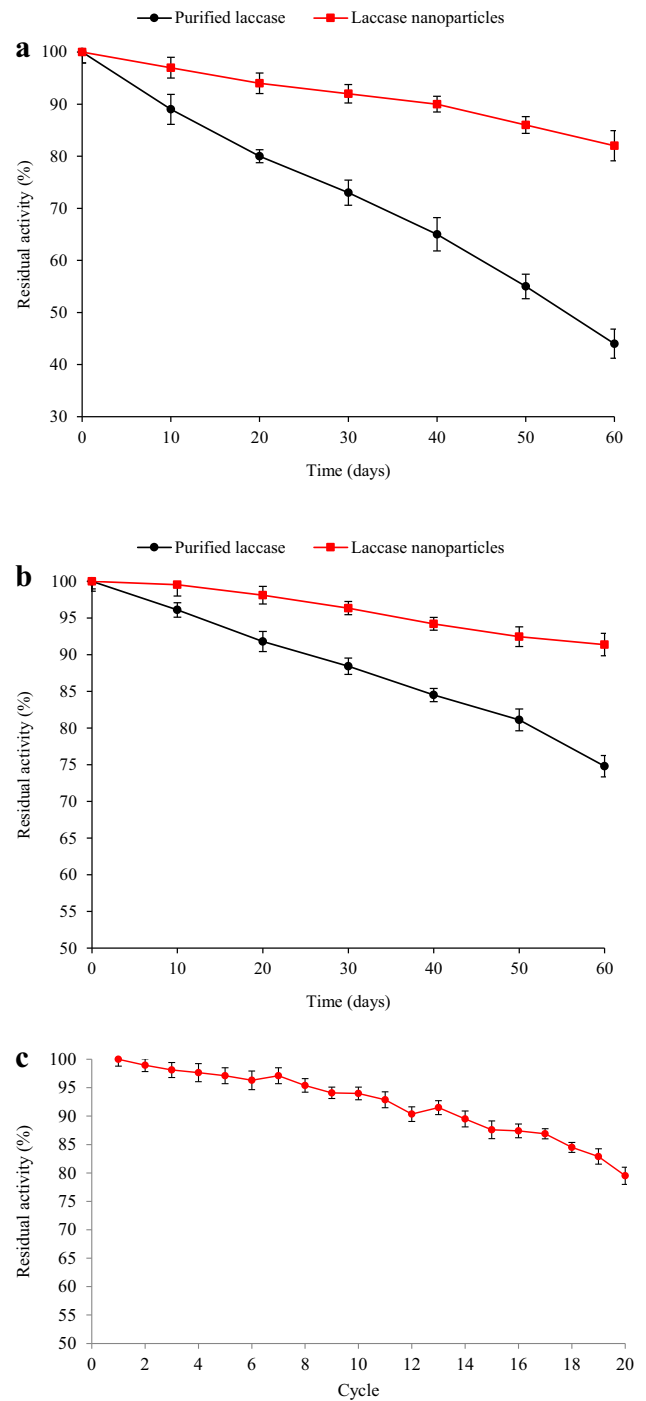 Purified laccase Laccase nanoparticles
a
100
90
80
70
60
50
40
30
Residual activity (%)
0 10 20 30 40 50 60
Time (days)
Purified laccase Laccase nanoparticles
b
100
95
90
85
80
75
70
65
60
55
50
Residual activity (%)
0 10 20 30 40 50 60
Time (days)
c
100
95
90
85
80
75
70
65
60
55
50
Residual activity (%)
0 2 4 6 8 10 12 14 16 18 20
Cycle